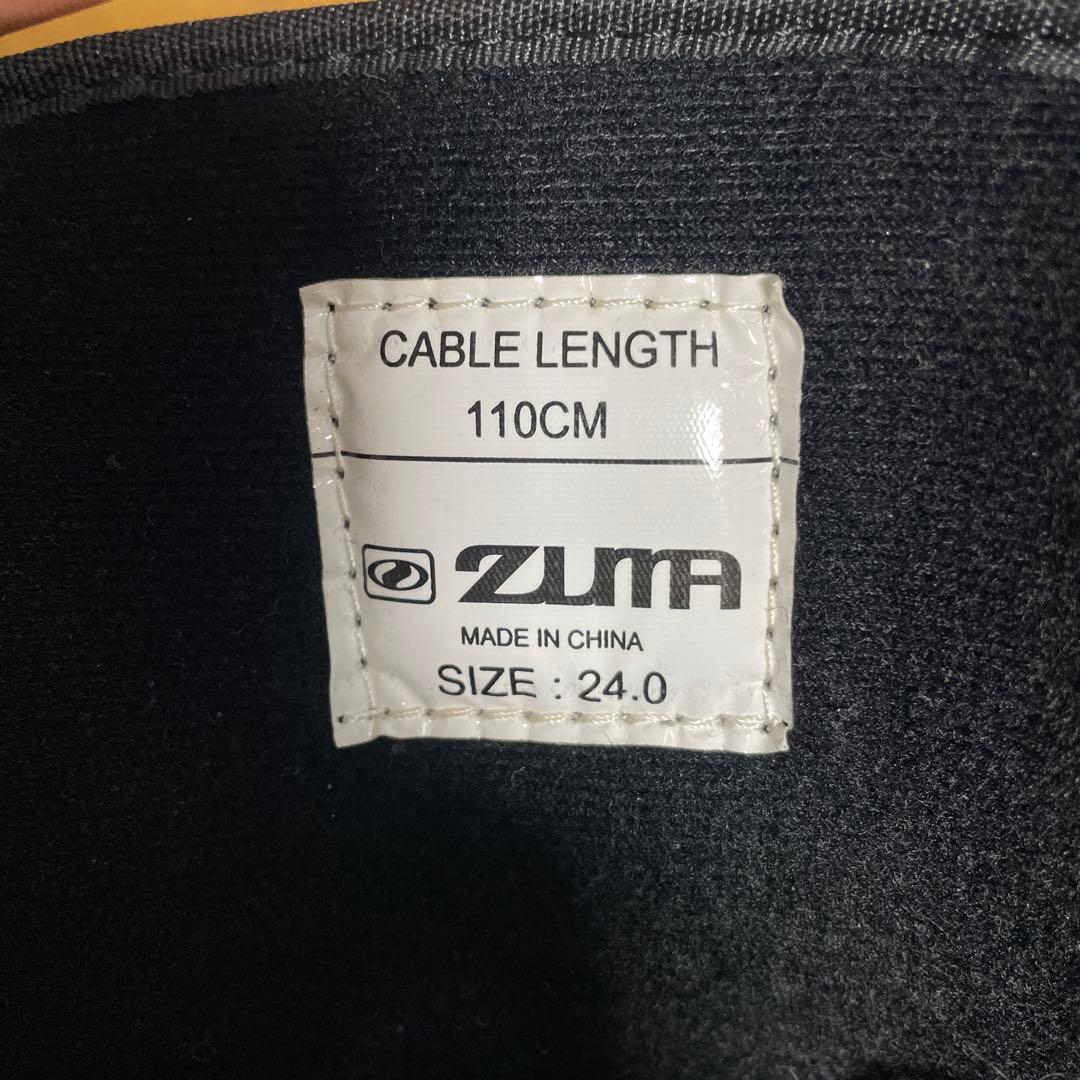 CABLE LENGTH
110CM
ZUMA
MADE IN CHINA
SIZE : 24.0